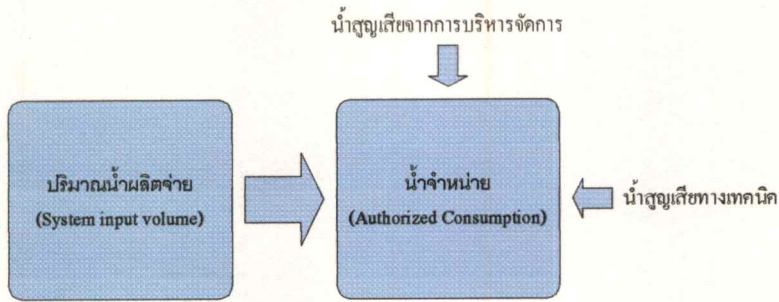 น้ำสูญเสียจากการบริหารจัดการ
ปริมาณน้ำผลิตจ่าย
(System input volume)
น้ำจำหน่าย
(Authorized Consumption)
น้ำสูญเสียทางเทคนิค